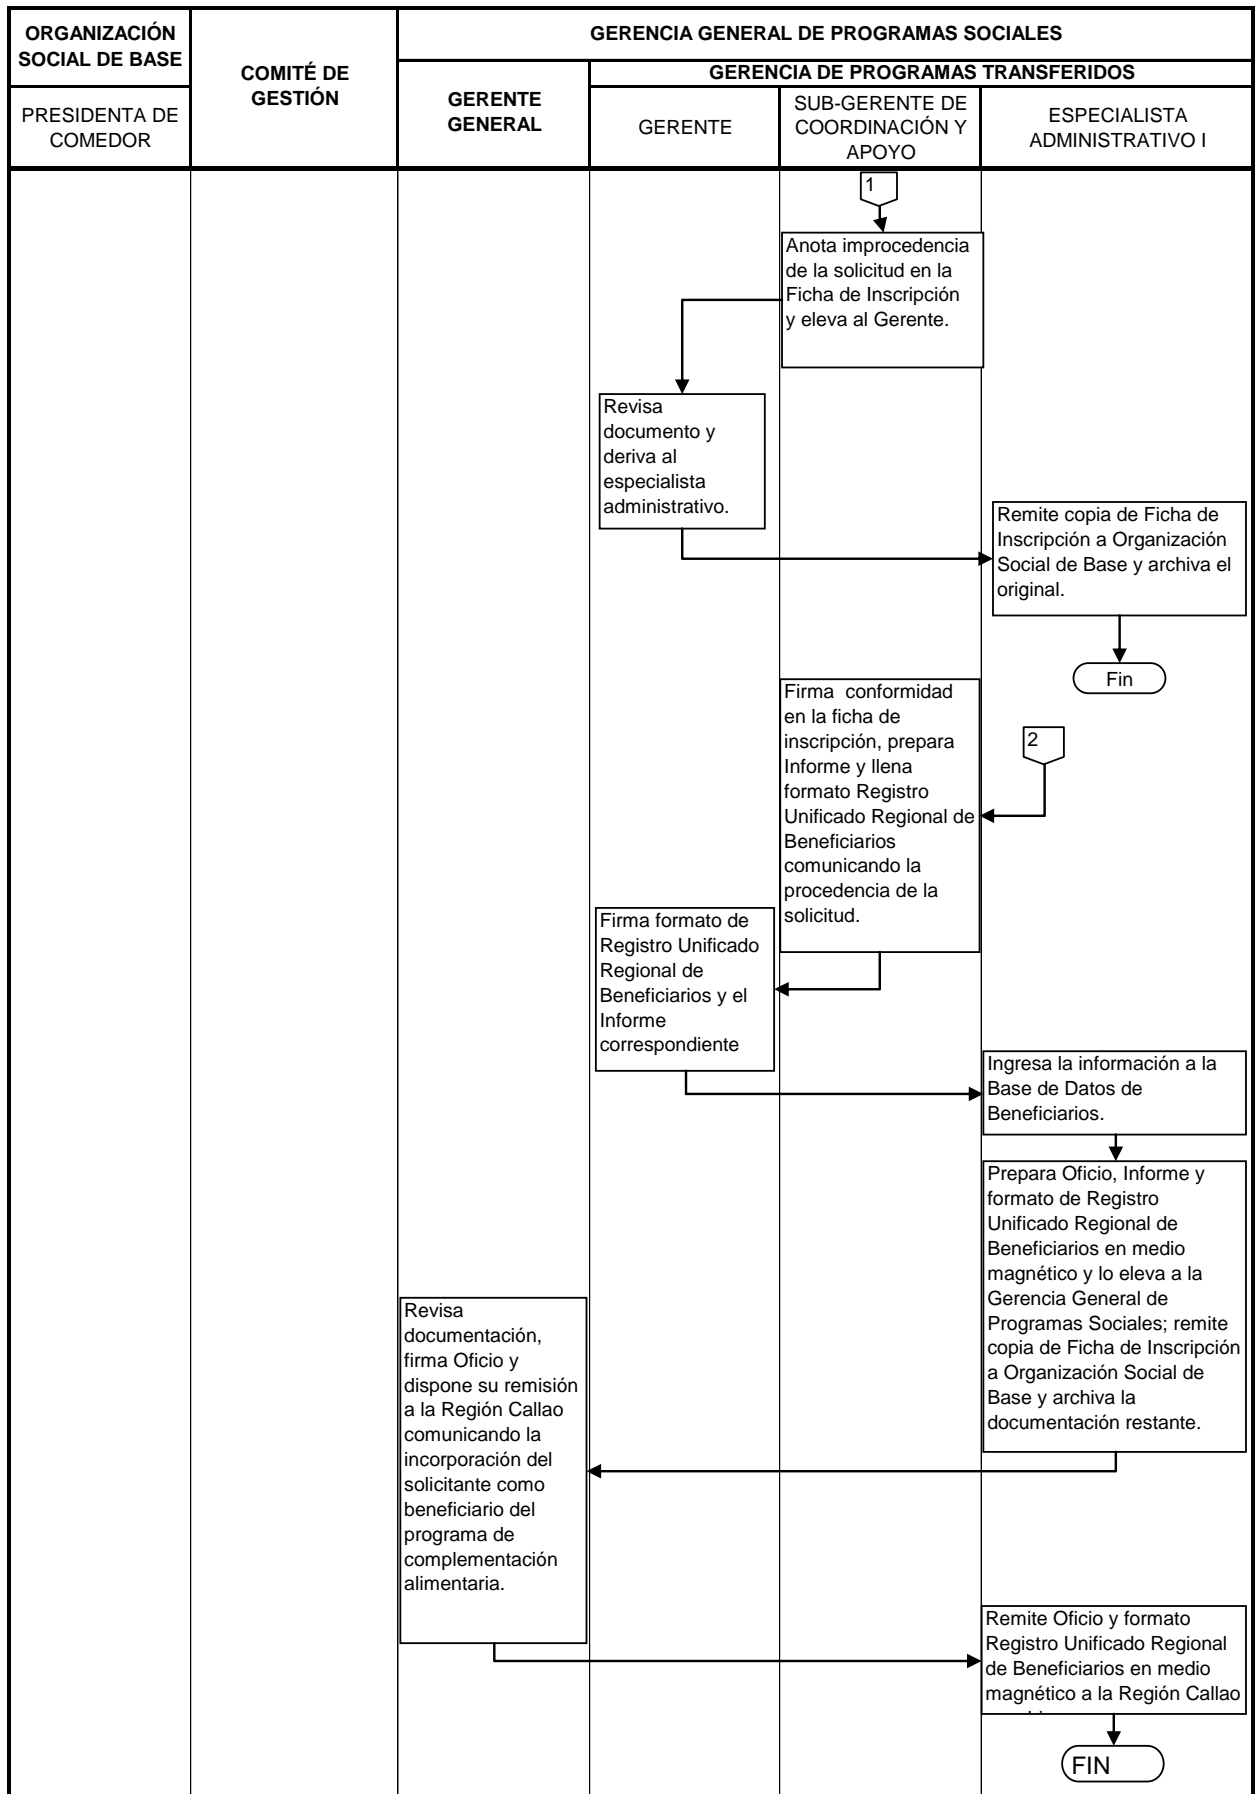 ORGANIZACIÓN
SOCIAL DE BASE
COMITÉ DE
GESTIÓN
GERENCIA GENERAL DE PROGRAMAS SOCIALES
GERENCIA DE PROGRAMAS TRANSFERIDOS
PRESIDENTA DE
COMEDOR
GERENTE
GENERAL
GERENTE
SUB-GERENTE DE
COORDINACIÓN Y
APOYO
ESPECIALISTA
ADMINISTRATIVO I
1
Anota improcedencia
de la solicitud en la
Ficha de Inscripción
y eleva al Gerente.
Revisa
documento y
deriva al
especialista
administrativo.
Remite copia de Ficha de
Inscripción a Organización
Social de Base y archiva el
original.
Fin
2
Firma conformidad
en la ficha de
inscripción, prepara
Informe y llena
formato Registro
Unificado Regional de
Beneficiarios
comunicando la
procedencia de la
solicitud.
Firma formato de
Registro Unificado
Regional de
Beneficiarios y el
Informe
correspondiente
Ingresa la información a la
Base de Datos de
Beneficiarios.
Prepara Oficio, Informe y
formato de Registro
Unificado Regional de
Beneficiarios en medio
magnético y lo eleva a la
Gerencia General de
Programas Sociales; remite
copia de Ficha de Inscripción
a Organización Social de
Base y archiva la
documentación restante.
Revisa
documentación,
firma Oficio y
dispone su remisión
a la Región Callao
comunicando la
incorporación del
solicitante como
beneficiario del
programa de
complementación
alimentaria.
Remite Oficio y formato
Registro Unificado Regional
de Beneficiarios en medio
magnético a la Región Callao
FIN